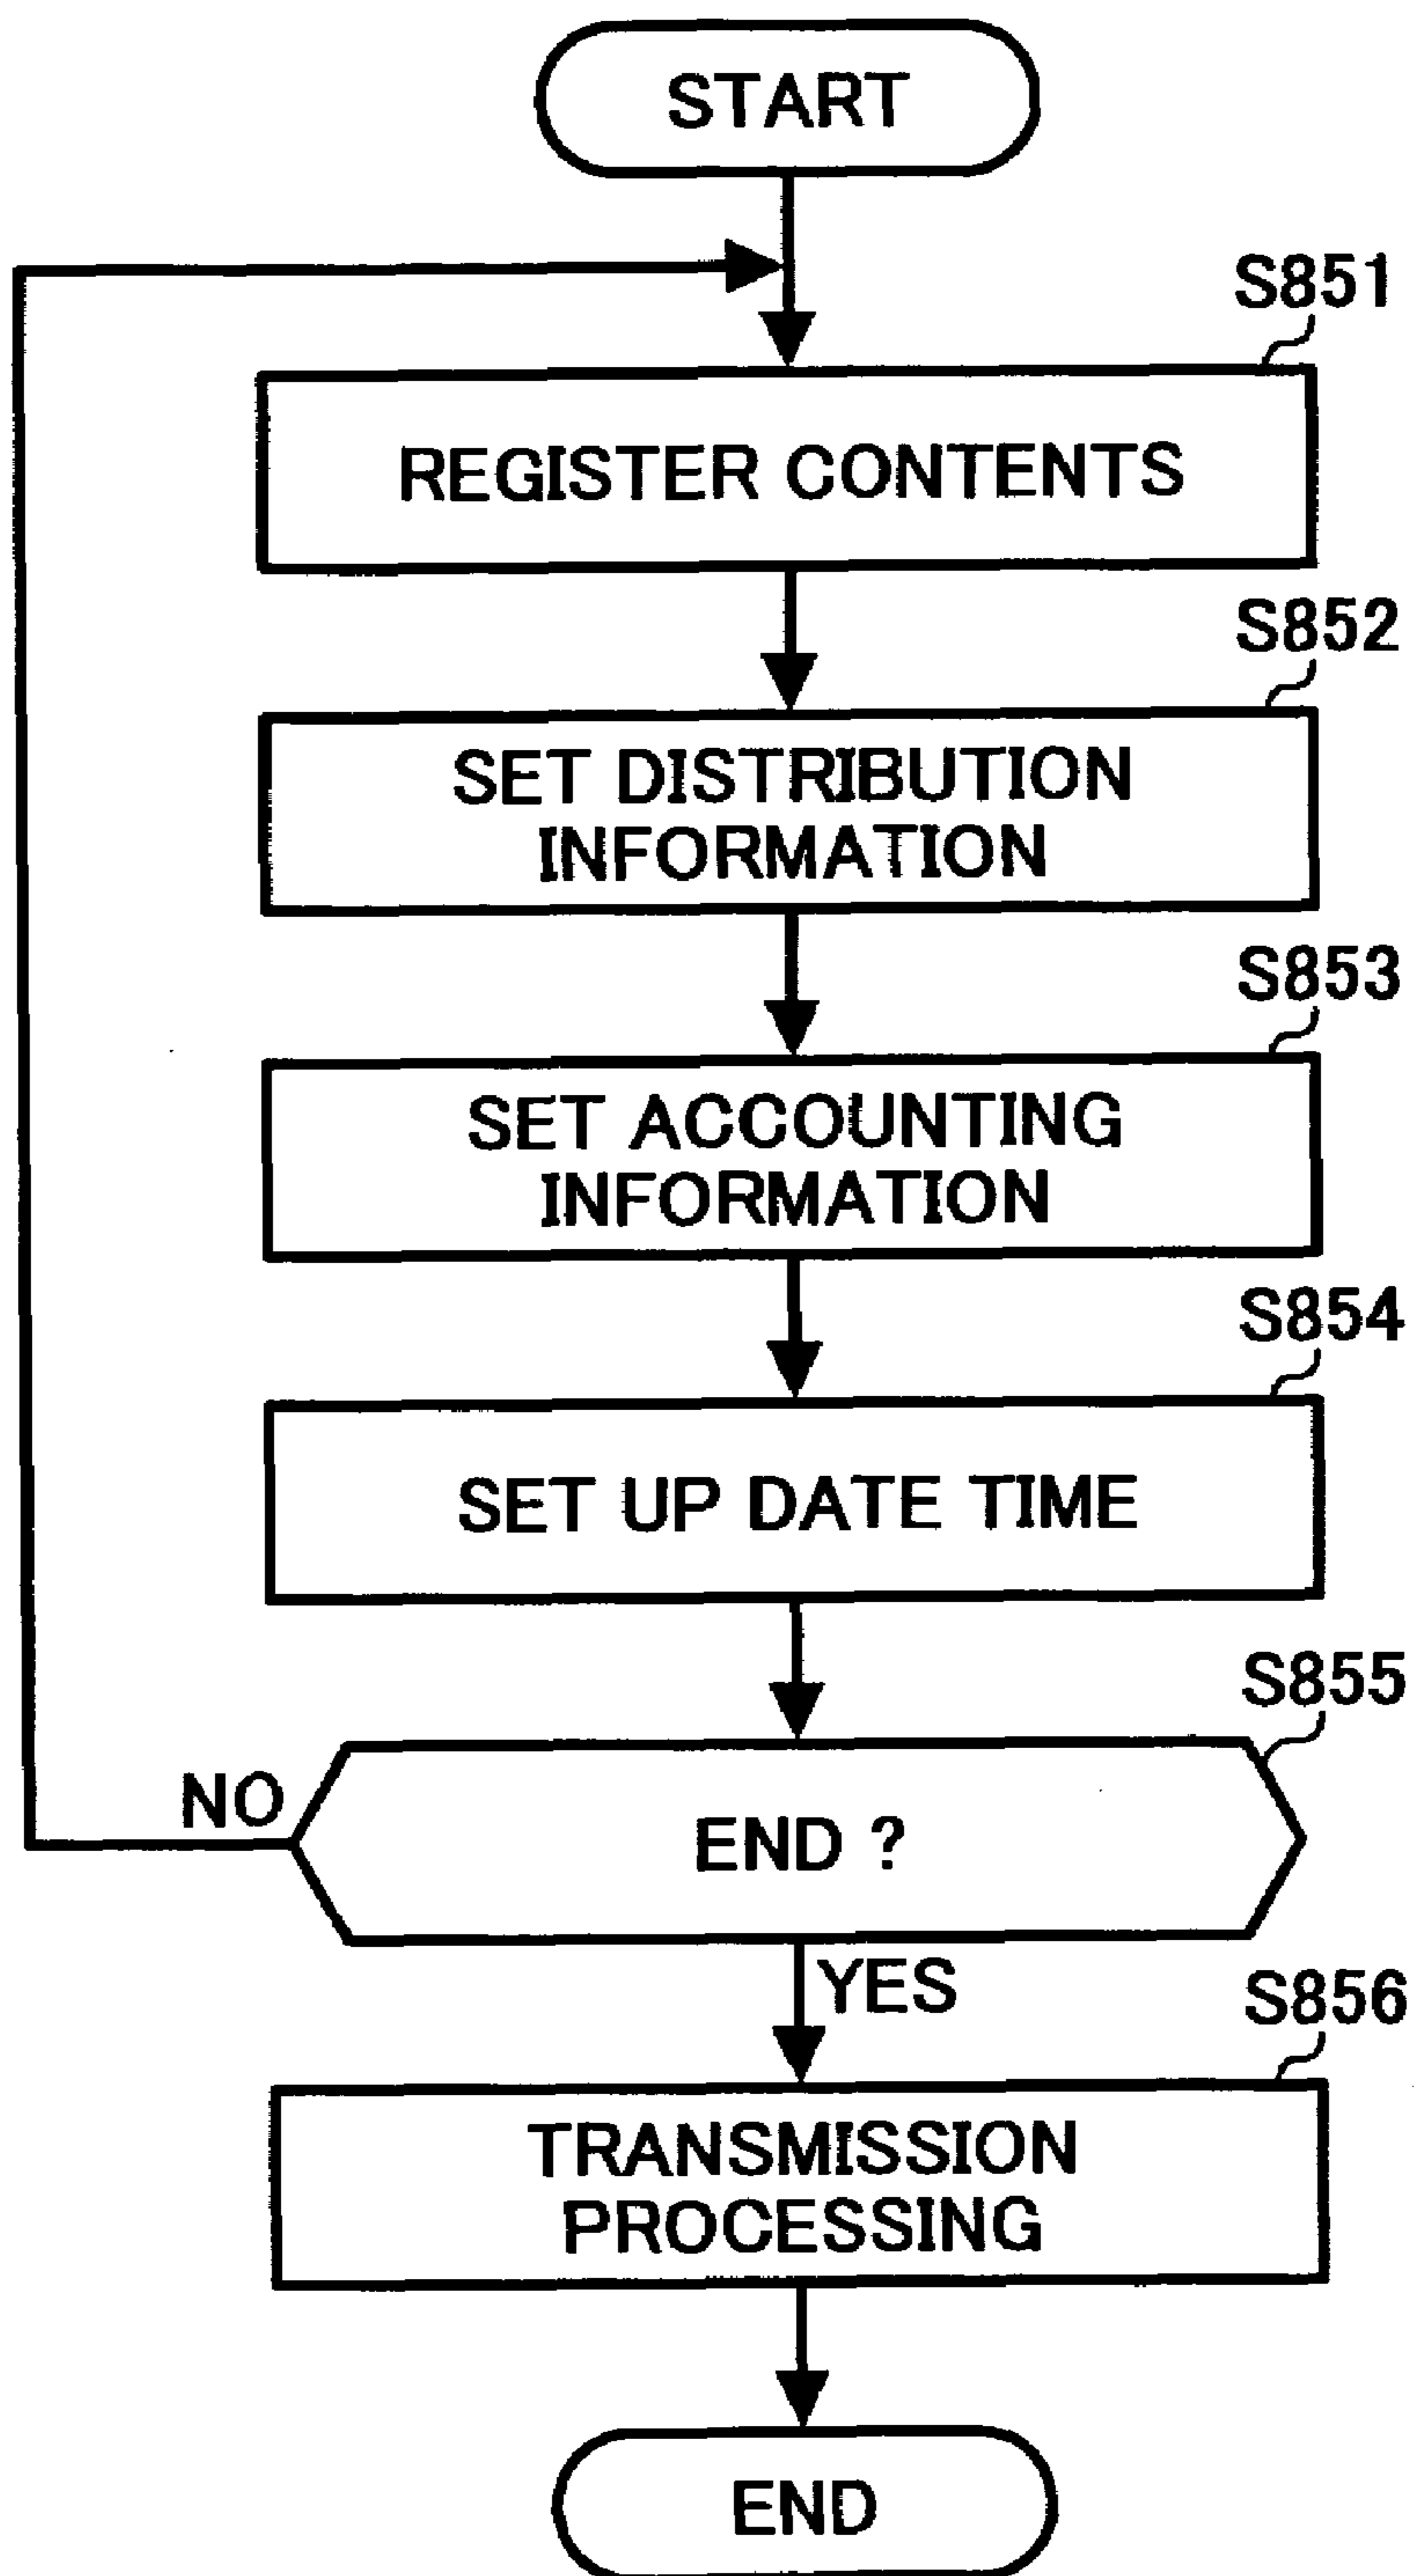 START
S851
REGISTER CONTENTS
S852
SET DISTRIBUTION
INFORMATION
S853
SET ACCOUNTING
INFORMATION
S854
SET UP DATE TIME
S855
NO
END ?
YES
S856
TRANSMISSION
PROCESSING
END